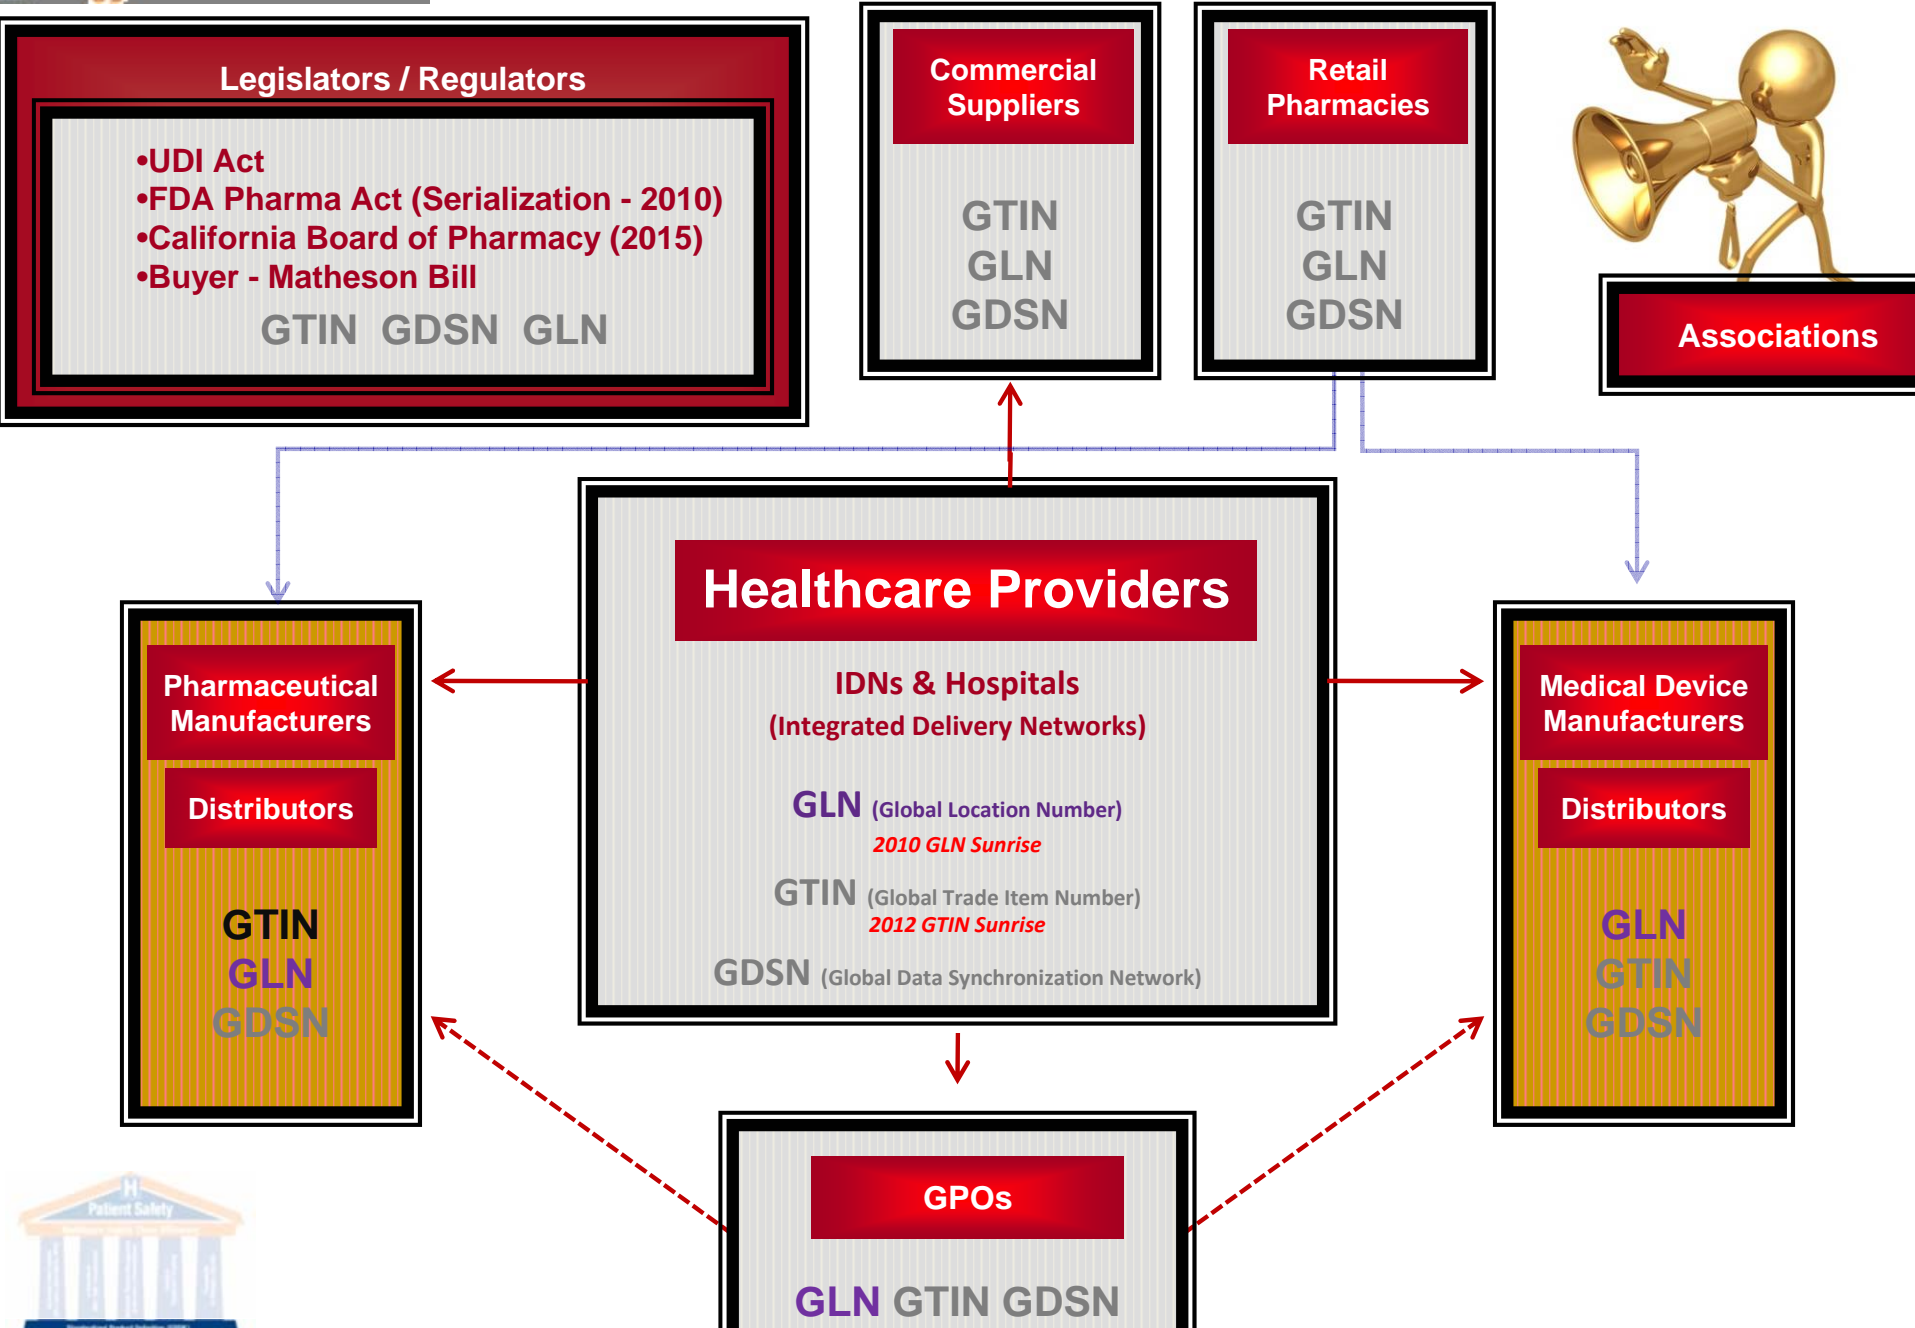 Legislators / Regulators
•UDI Act
•FDA Pharma Act (Serialization - 2010)
•California Board of Pharmacy (2015)
•Buyer - Matheson Bill
GTIN GDSN GLN
Commercial
Suppliers
GTIN
GLN
GDSN
Retail
Pharmacies
GTIN
GLN
GDSN
Associations
Healthcare Providers
IDNs & Hospitals
(Integrated Delivery Networks)
GLN (Global Location Number)
2010 GLN Sunrise
GTIN (Global Trade Item Number)
2012 GTIN Sunrise
GDSN (Global Data Synchronization Network)
Pharmaceutical
Manufacturers
Distributors
GTIN
GLN
GDSN
Medical Device
Manufacturers
Distributors
GLN
GTIN
GDSN
GPOs
GLN GTIN GDSN
H
Patient Safety